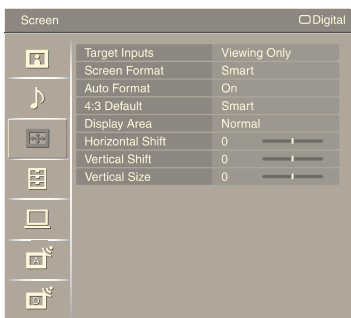 Screen Digital
Target Inputs Viewing Only
Screen Format Smart
Auto Format On
4:3 Default Smart
Display Area Normal
Horizontal Shift 0
Vertical Shift 0
Vertical Size 0
A
D